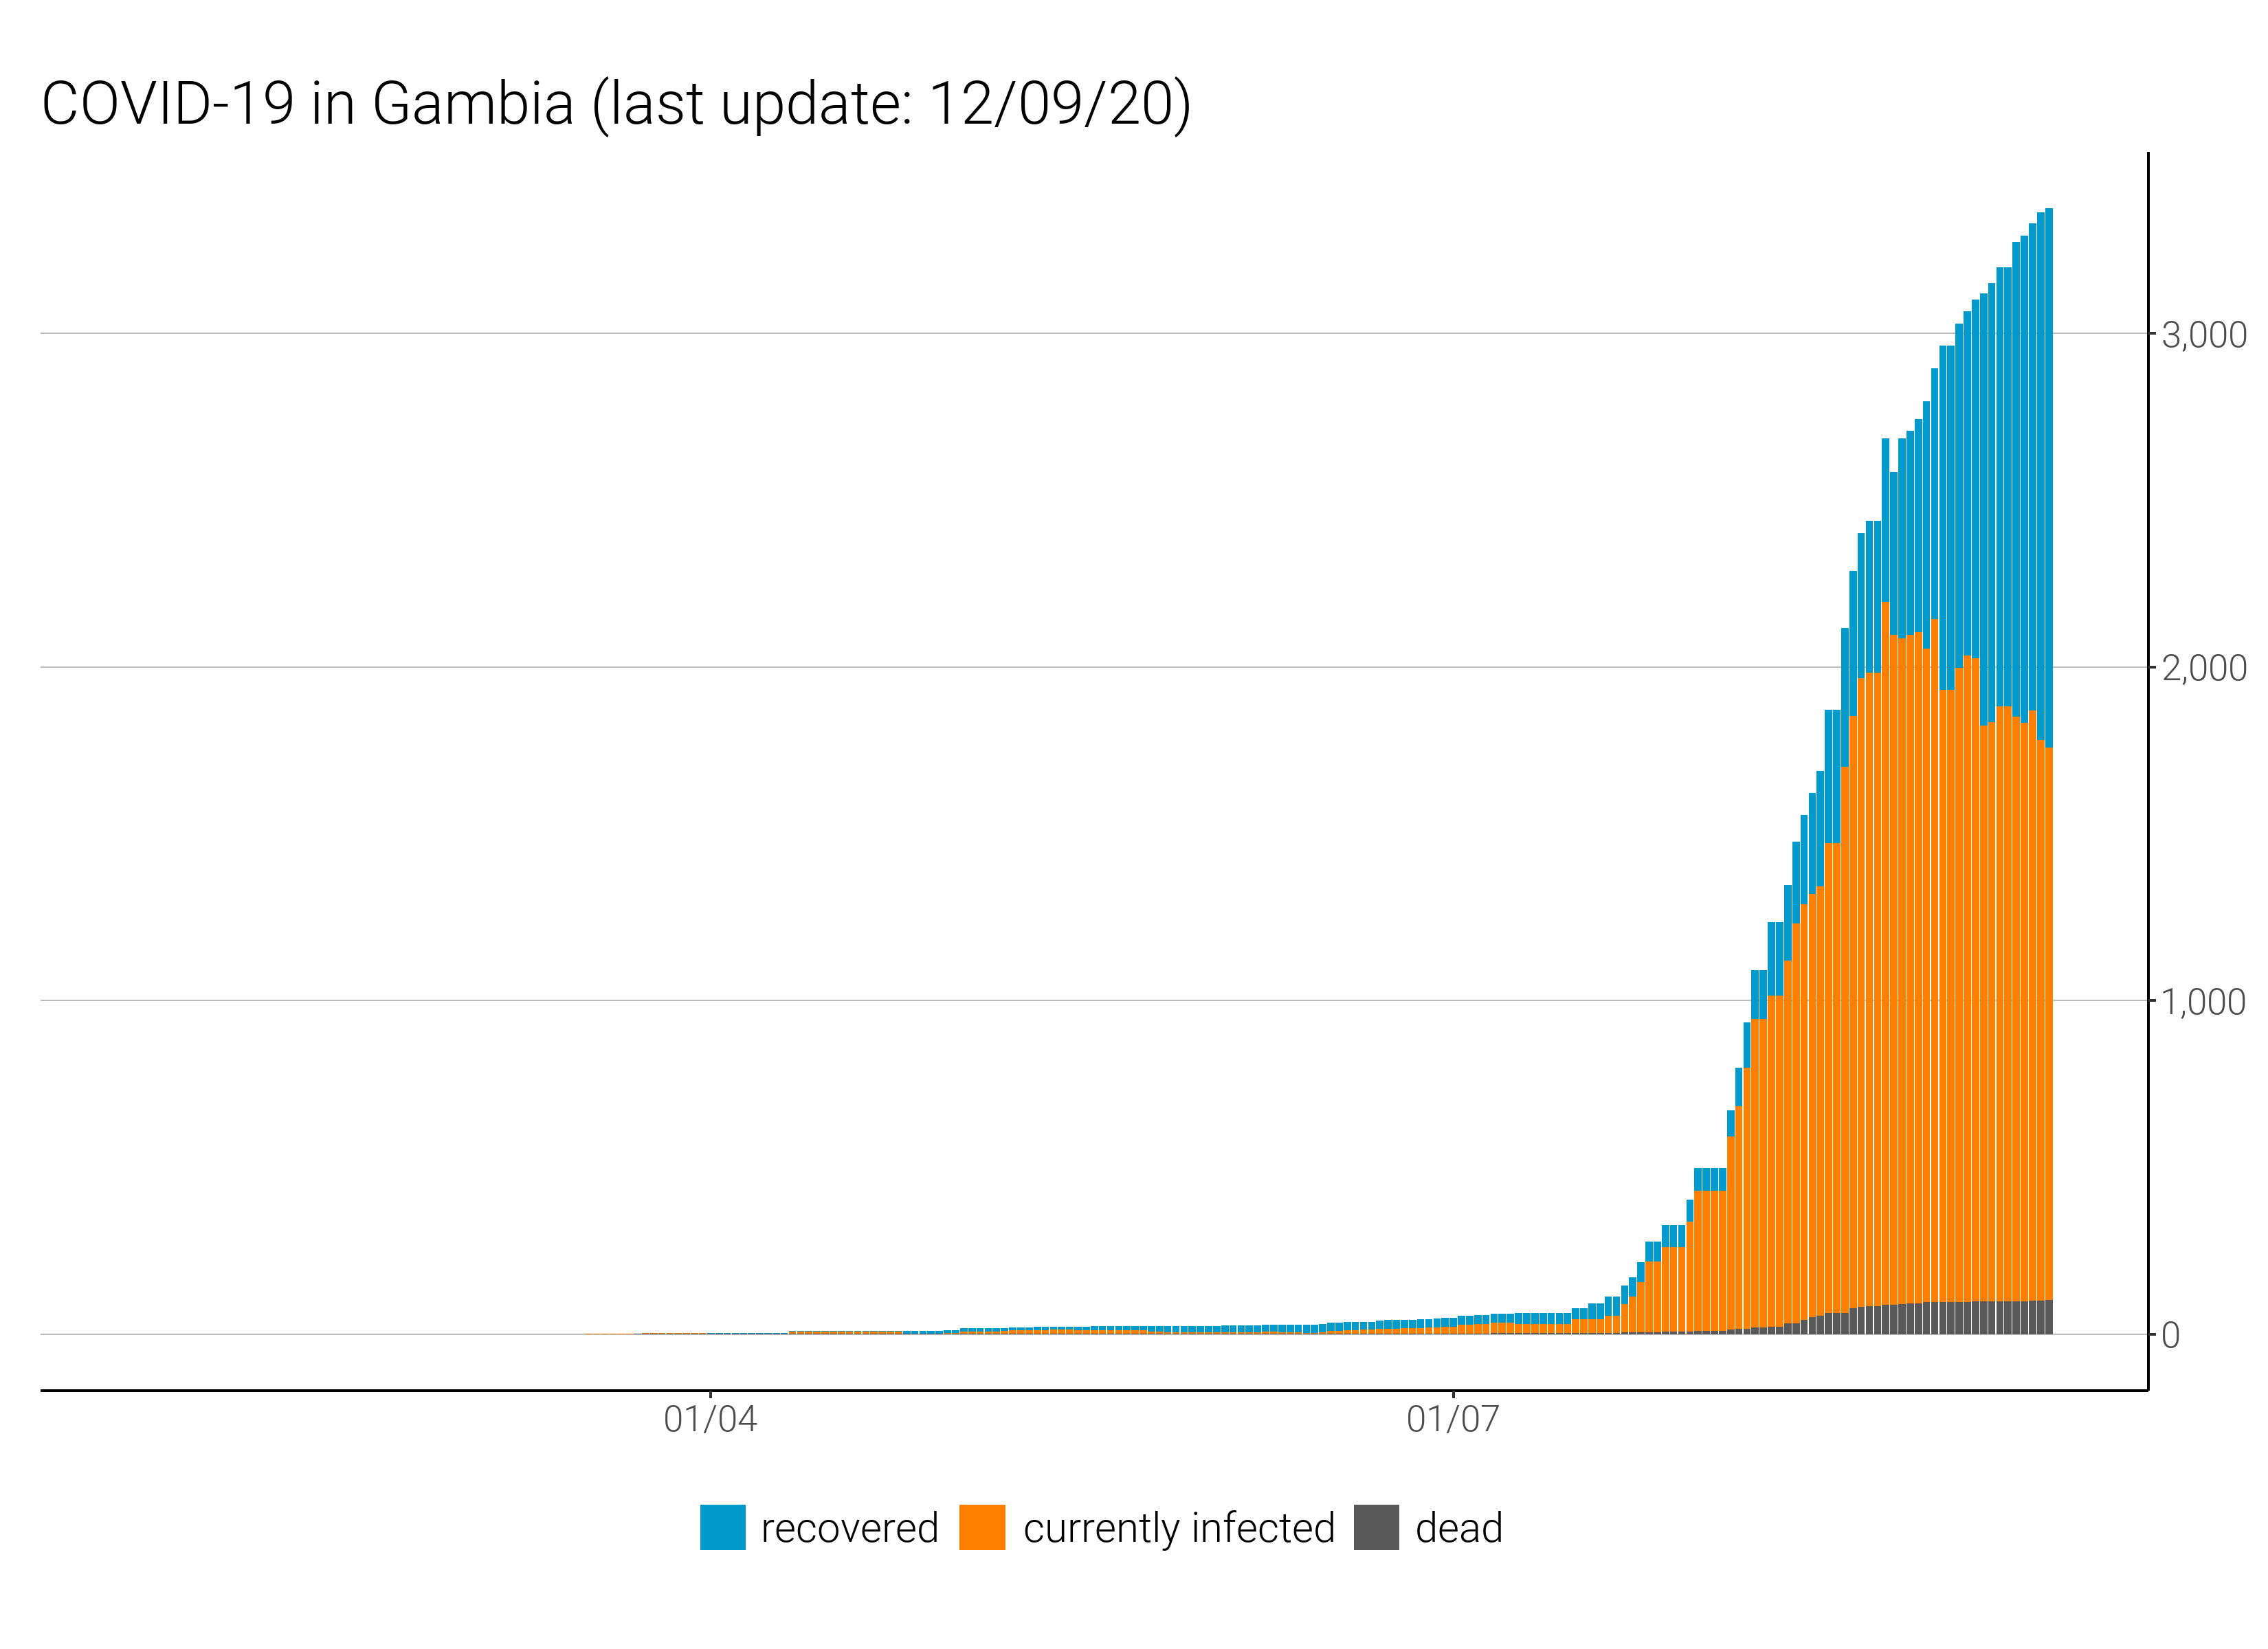 COVID-19 in Gambia (last update: 12/09/20)
3,000
2,000
1,000
0
01/04 01/07
recovered currently infected dead